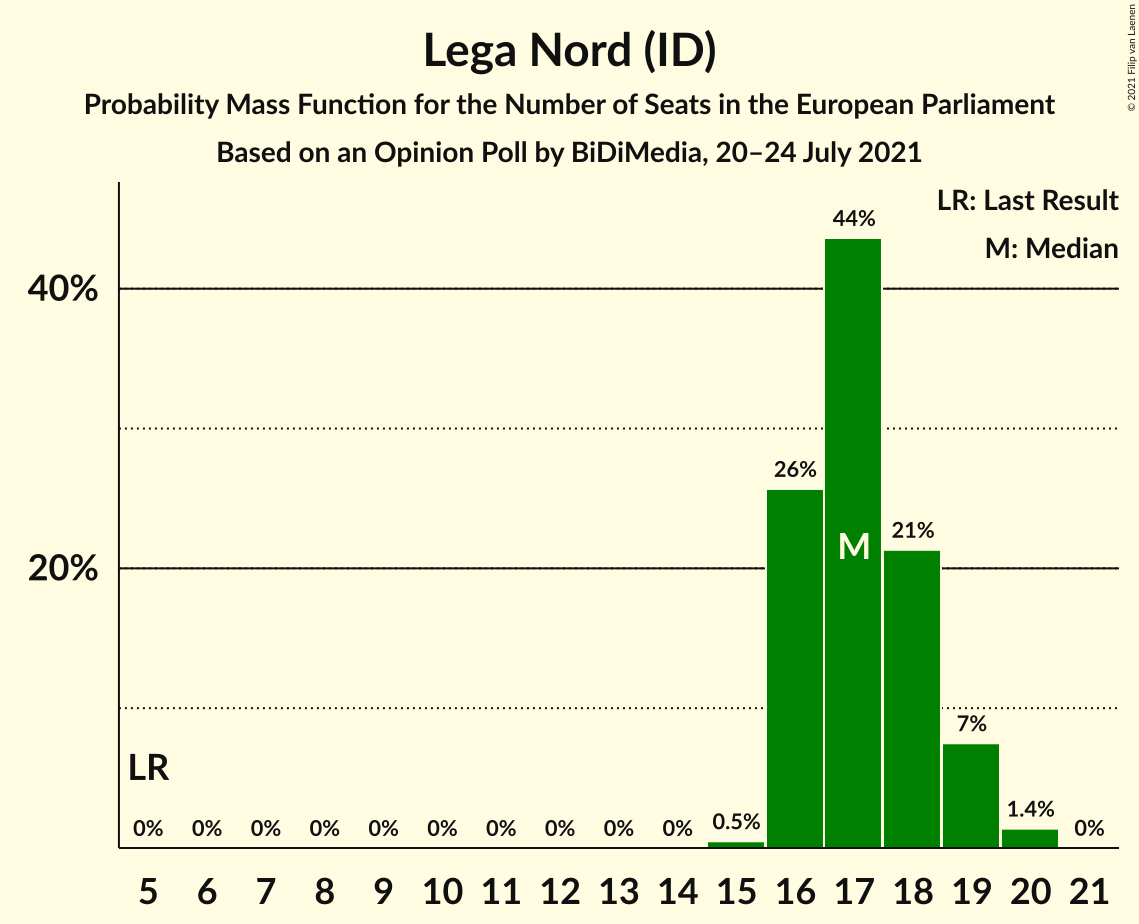 Lega Nord (ID)
Probability Mass Function for the Number of Seats in the European Parliament
Based on an Opinion Poll by BiDiMedia, 20–24 July 2021
© 2021 Filip van Laenen
LR: Last Result
M: Median
40%
20%
44%
26%
M
21%
7%
LR
0% 0% 0% 0% 0% 0% 0% 0% 0% 0% 0.5% 1.4% 0%
5 6 7 8 9 10 11 12 13 14 15 16 17 18 19 20 21